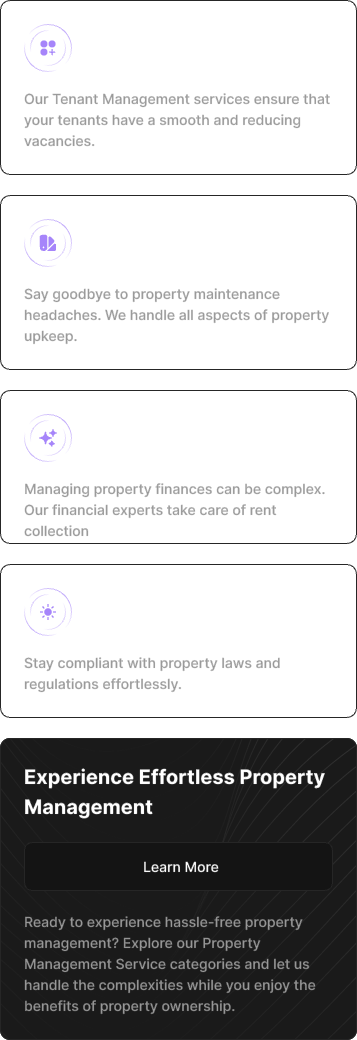 Our Tenant Management services ensure that
your tenants have a smooth and reducing
vacancies.
Say goodbye to property maintenance
headaches. We handle all aspects of property
upkeep.
Managing property finances can be complex.
Our financial experts take care of rent
collection
Stay compliant with property laws and
regulations effortlessly.
Experience Effortless Property
Management
Learn More
Ready to experience hassle-free property
management? Explore our Property
Management Service categories and let us
handle the complexities while you enjoy the
benefits of property ownership.